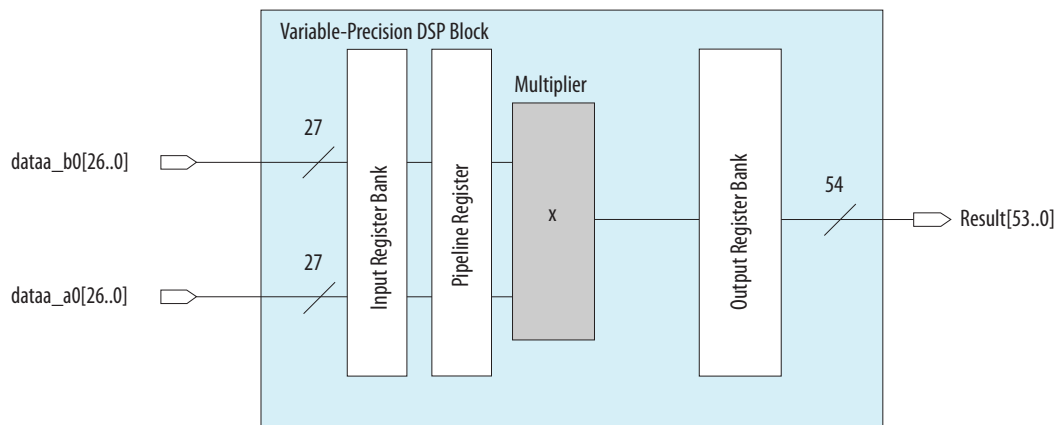 Variable-Precision DSP Block
Multiplier
27
dataa_b0[26..0]
54
x
Result[53..0]
27
dataa_a0[26..0]
Input Register Bank
Pipeline Register
Output Register Bank